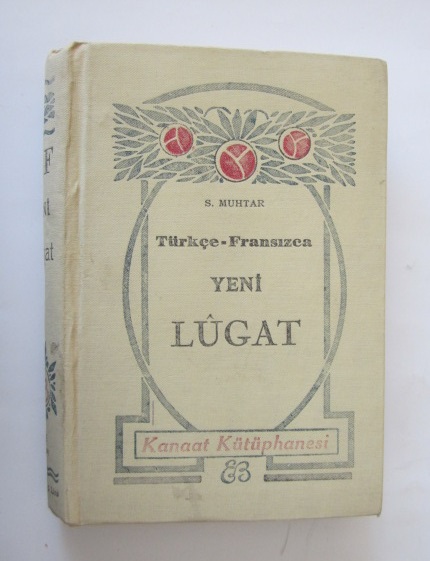 S. MUHTAR
Türkçe-Fransızca
YENİ
LÛGAT
Kanaat Kütüphanesi